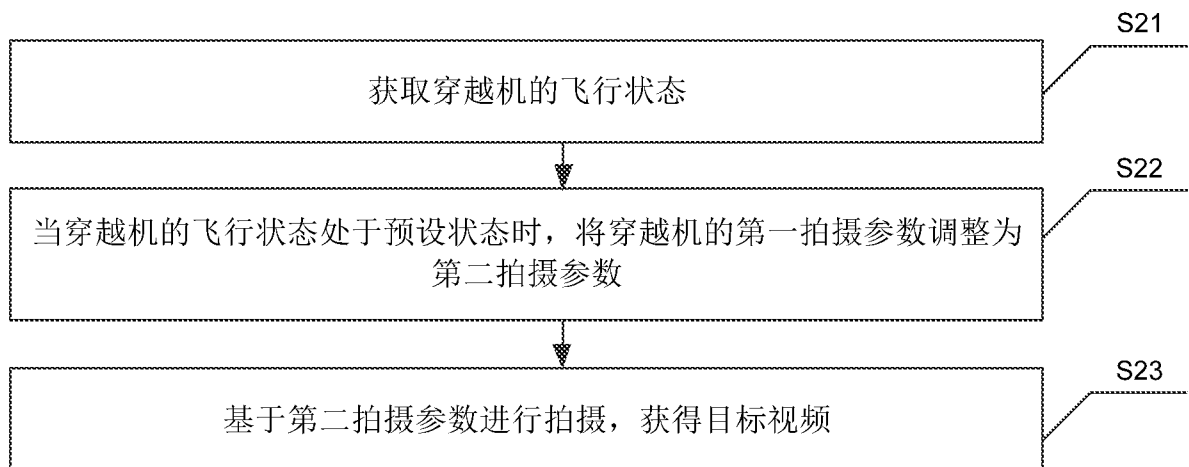 S21
获取穿越机的飞行状态
S22
当穿越机的飞行状态处于预设状态时，将穿越机的第一拍摄参数调整为
第二拍摄参数
S23
基于第二拍摄参数进行拍摄，获得目标视频